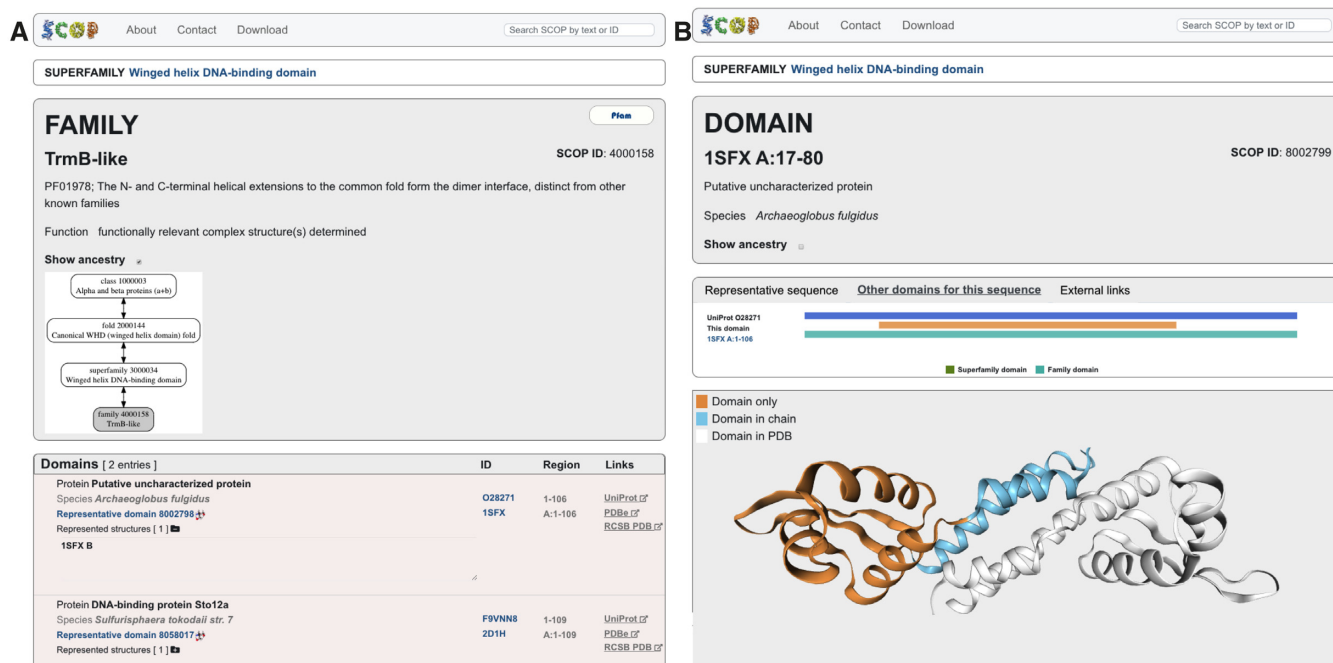 A
SCOP
About Contact Download
Search SCOP by text or ID
SUPERFAMILY Winged helix DNA-binding domain
FAMILY
Pfam
TrmB-like
SCOP ID: 4000158
PF01978; The N- and C-terminal helical extensions to the common fold form the dimer interface, distinct from other
known families
Function functionally relevant complex structure(s) determined
Show ancestry
class 1000003
Alpha and beta proteins (a+b)
fold 2000144
Canonical WHD (winged helix domain) fold
superfamily 3000034
Winged helix DNA-binding domain
family 4000158
TrmB-like
Domains [ 2 entries ] ID Region Links
Protein Putative uncharacterized protein
Species Archaeoglobus fulgidus O28271 1-106 UniProt
Representative domain 8002798 1SFX A:1-106 PDBe
Represented structures [ 1 ] RCSB PDB
1SFX B
Protein DNA-binding protein Sto12a
Species Sulfurisphaera tokodaii str. 7 F9VNN8 1-109 UniProt
Representative domain 8058017 2D1H A:1-109 PDBe
Represented structures [ 1 ] RCSB PDB
B
SCOP
About Contact Download
Search SCOP by text or ID
SUPERFAMILY Winged helix DNA-binding domain
DOMAIN
1SFX A:17-80
SCOP ID: 8002799
Putative uncharacterized protein
Species Archaeoglobus fulgidus
Show ancestry
Representative sequence Other domains for this sequence External links
UniProt O28271
This domain
1SFX A:1-106
Superfamily domain Family domain
Domain only
Domain in chain
Domain in PDB